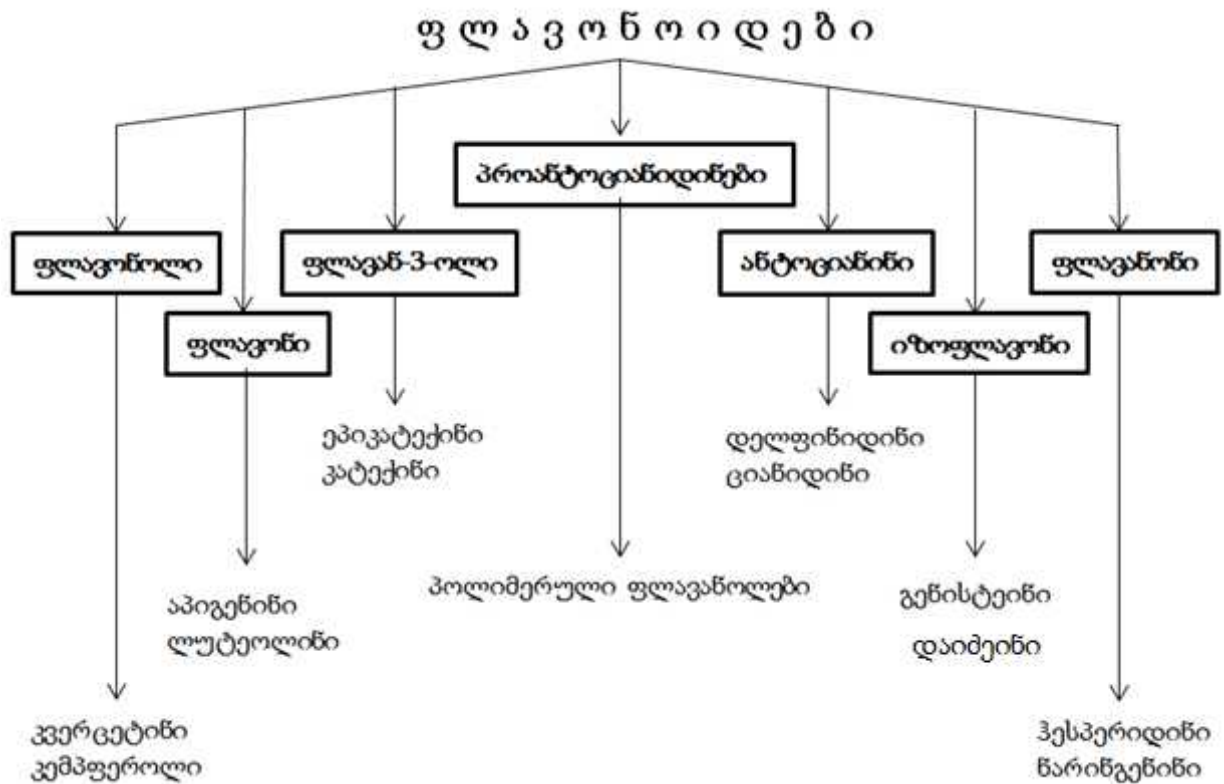 ფლავონოიდები
პროანტოციანიდინები
ფლავონოლი
ფლავან-3-ოლი
ანტოციანინი
ფლავანონი
ფლავონი
იზოფლავონი
ეპიკატექინი
კატექინი
დელფინიდინი
ციანიდინი
პოლიმერული ფლავანოლები
აპიგენინი
ლუტეოლინი
გენისტეინი
დაიძეინი
კვერცეტინი
კემპფეროლი
ჰესპერიდინი
ნარინგენინი